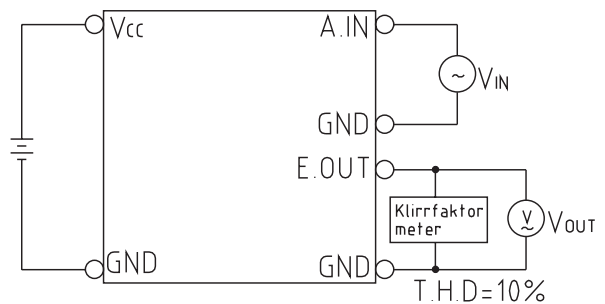 Vcc
A.IN
VIN
GND
E.OUT
Klirrfaktor
meter
V
VOUT
GND
GND
T.H.D=10%